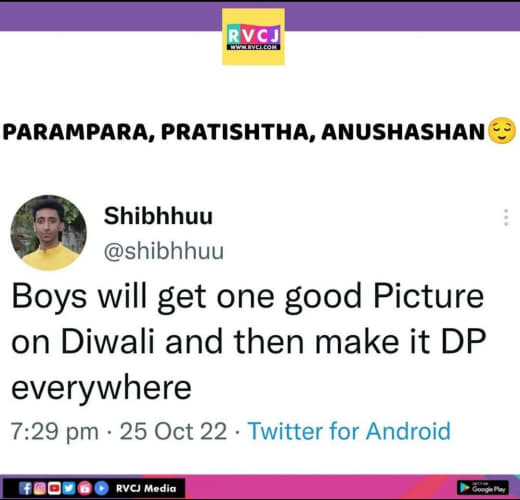 RVCJ
WWW.RVCJ.COM
PARAMPARA, PRATISHTHA, ANUSHASHAN😌
Shibhhuu
@shibhhuu
Boys will get one good Picture
on Diwali and then make it DP
everywhere
7:29 pm · 25 Oct 22 · Twitter for Android
RVCJ Media
GET IT ON
Google Play